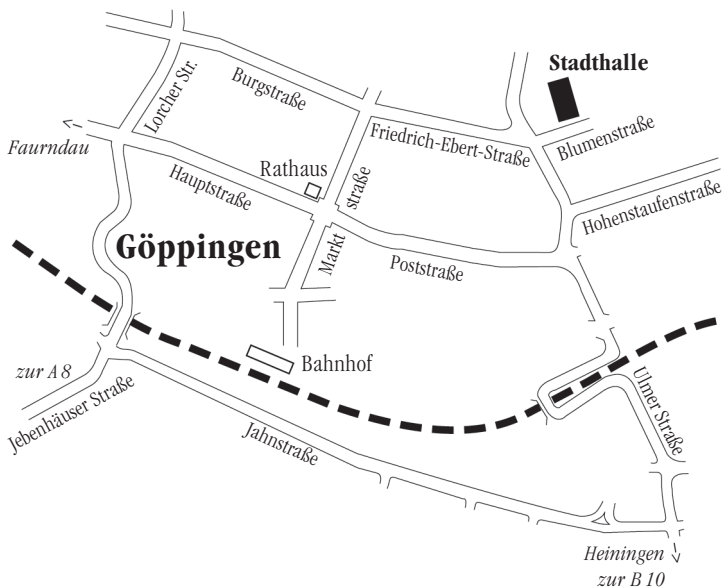 Stadthalle
Lorcher Str.
Burgstraße
Friedrich-Ebert-Straße
Blumenstraße
Faurndau
Rathaus
Hauptstraße
Markt
straße
Hohenstaufenstraße
Göppingen
Poststraße
Bahnhof
zur A 8
Jebenhäuser Straße
Jahnstraße
Ulmer Straße
Heiningen
zur B 10